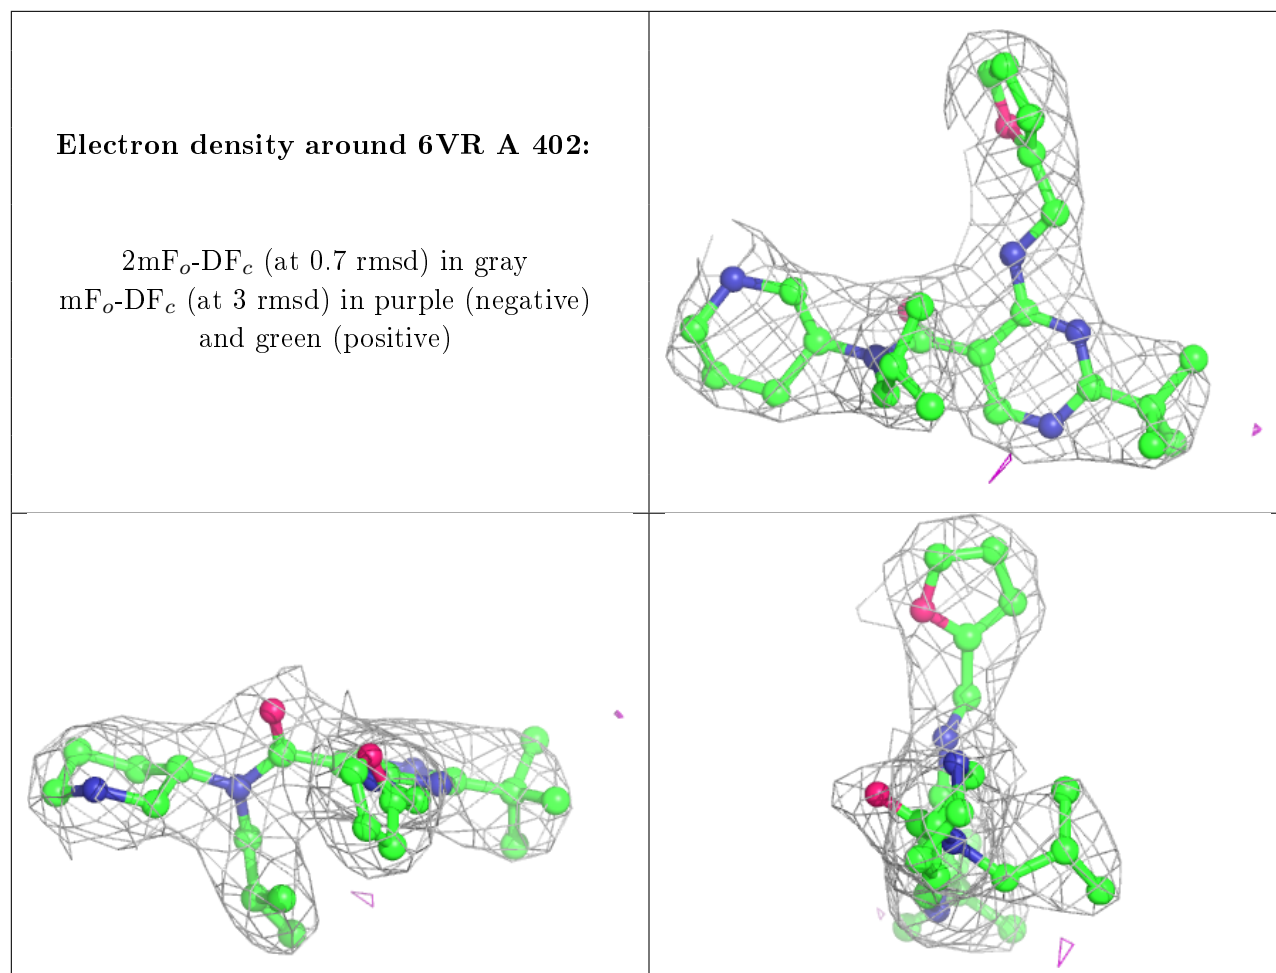 Electron density around 6VR A 402:
2mFo-DFc (at 0.7 rmsd) in gray
mFo-DFc (at 3 rmsd) in purple (negative)
and green (positive)